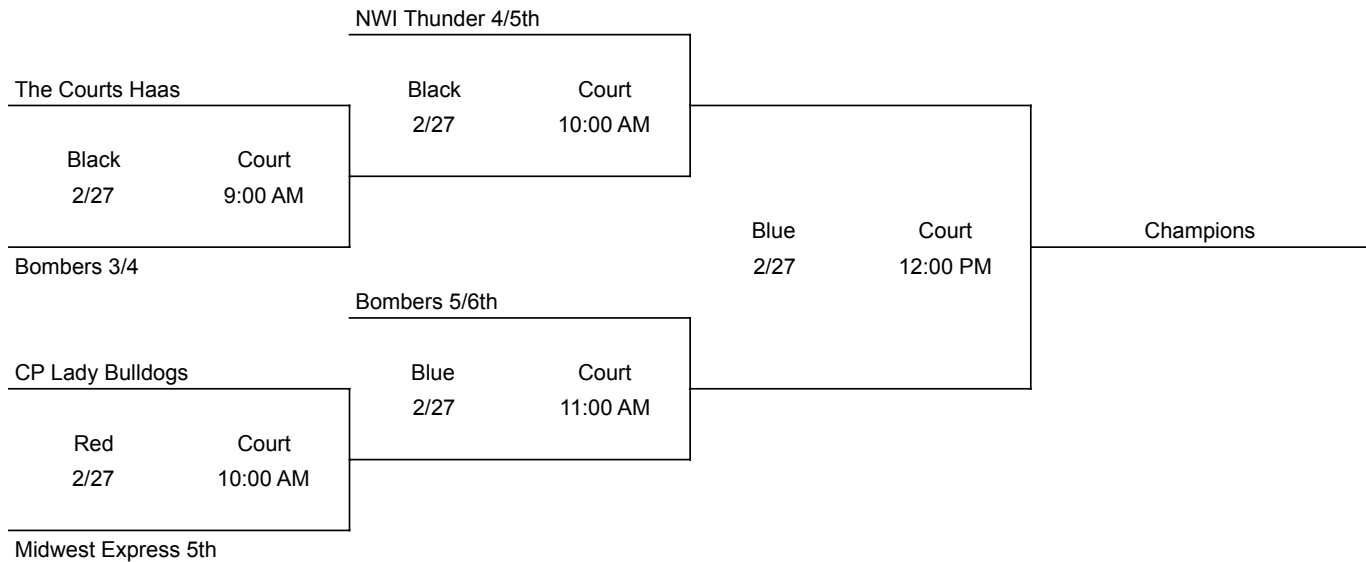 NWI Thunder 4/5th
The Courts Haas
Black Court
2/27 10:00 AM
Black Court
2/27 9:00 AM
Bombers 3/4
Blue Court
2/27 12:00 PM
Champions
Bombers 5/6th
CP Lady Bulldogs
Blue Court
2/27 11:00 AM
Red Court
2/27 10:00 AM
Midwest Express 5th